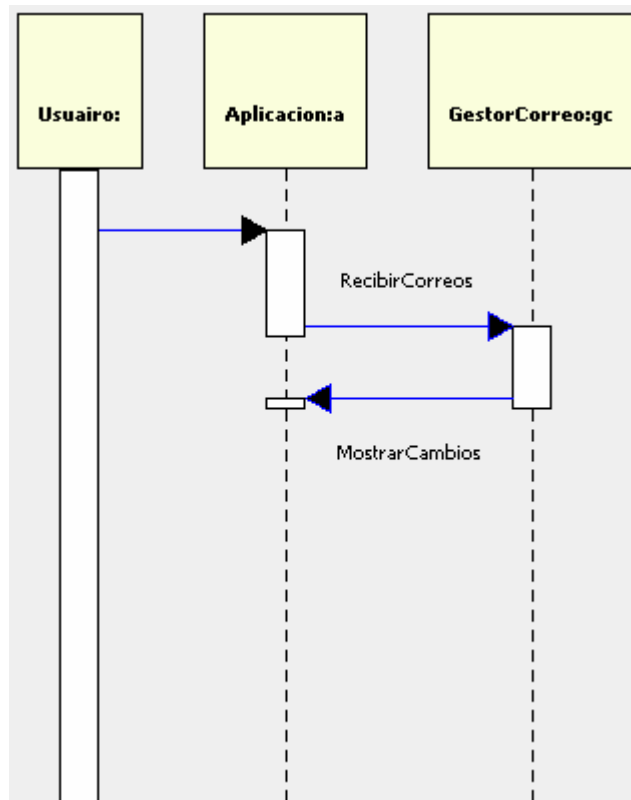 Usuairo:
Aplicacion:a
GestorCorreo:gc
RecibirCorreos
MostrarCambios